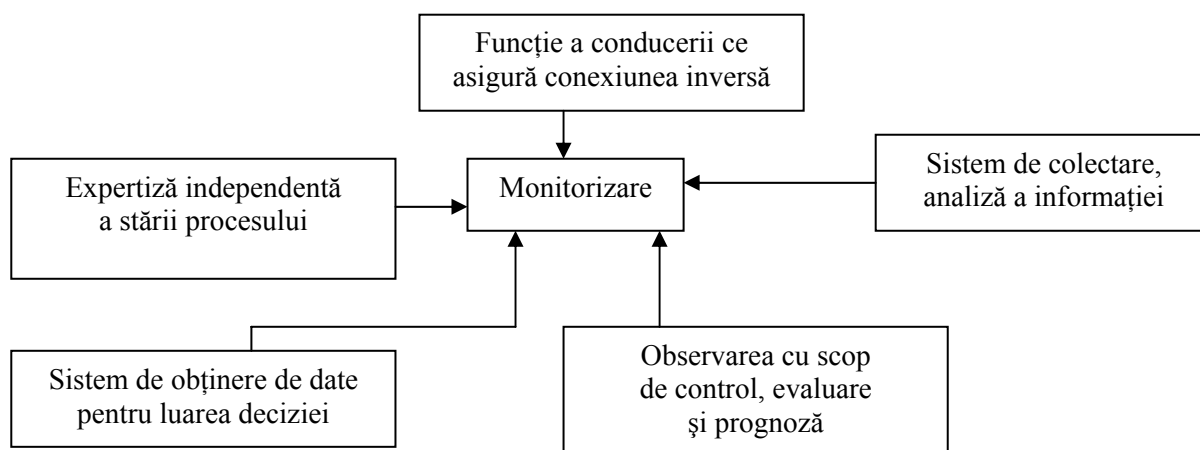 Funcție a conducerii ce
asigură conexiunea inversă
Expertiză independentă
a stării procesului
Monitorizare
Sistem de colectare,
analiză a informației
Sistem de obținere de date
pentru luarea deciziei
Observarea cu scop
de control, evaluare
şi prognoză